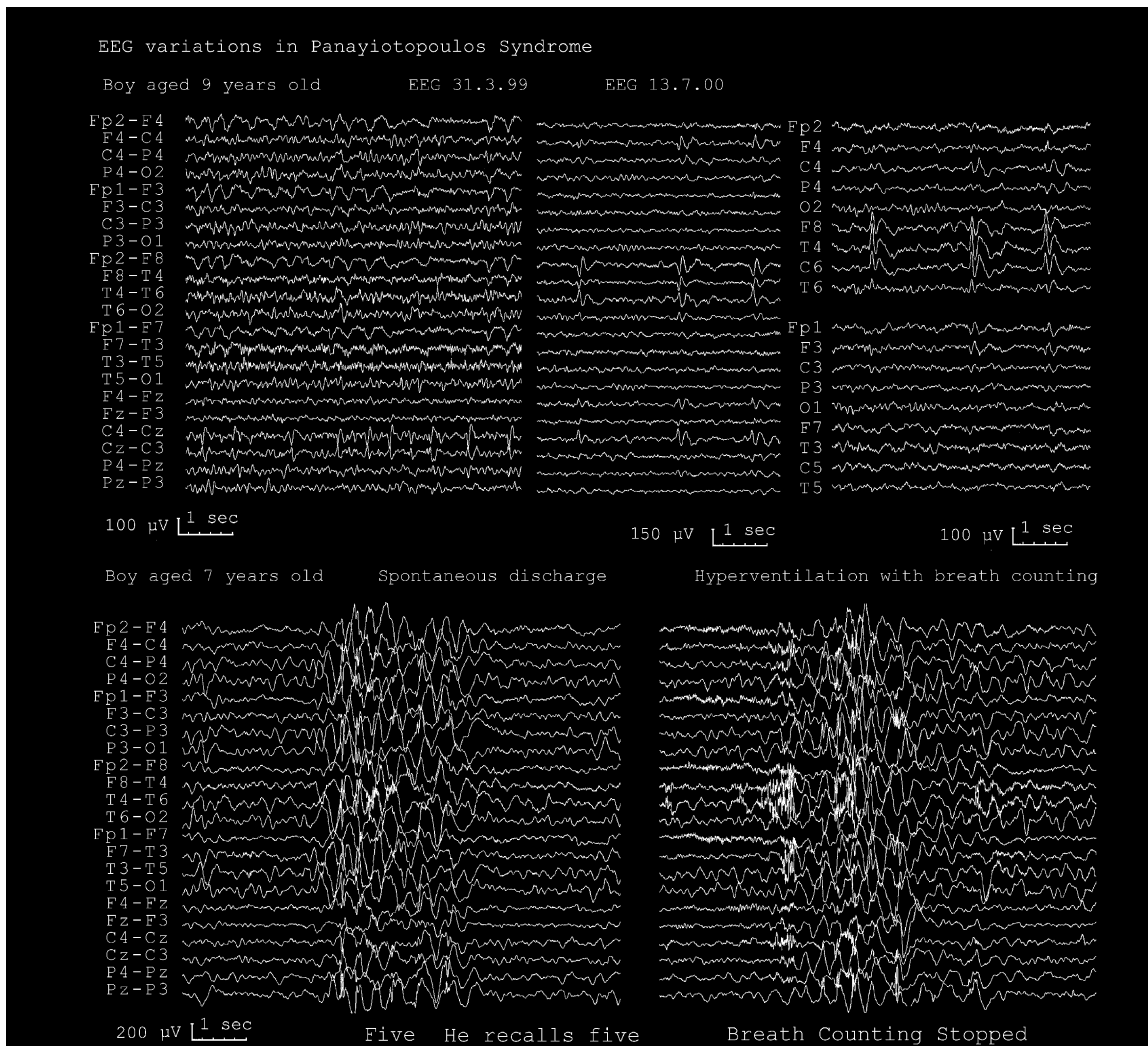 EEG variations in Panayiotopoulos Syndrome
Boy aged 9 years old EEG 31.3.99 EEG 13.7.00
Fp2-F4
F4-C4
C4-P4
P4-O2
Fp1-F3
F3-C3
C3-P3
P3-O1
Fp2-F8
F8-T4
T4-T6
T6-O2
Fp1-F7
F7-T3
T3-T5
T5-O1
F4-Fz
Fz-F3
C4-Cz
Cz-C3
P4-Pz
Pz-P3
Fp2
F4
C4
P4
O2
F8
T4
C6
T6
Fp1
F3
C3
P3
O1
F7
T3
C5
T5
100 µV 1 sec
150 µV 1 sec
100 µV 1 sec
Boy aged 7 years old Spontaneous discharge Hyperventilation with breath counting
Fp2-F4
F4-C4
C4-P4
P4-O2
Fp1-F3
F3-C3
C3-P3
P3-O1
Fp2-F8
F8-T4
T4-T6
T6-O2
Fp1-F7
F7-T3
T3-T5
T5-O1
F4-Fz
Fz-F3
C4-Cz
Cz-C3
P4-Pz
Pz-P3
200 µV 1 sec
Five He recalls five Breath Counting Stopped